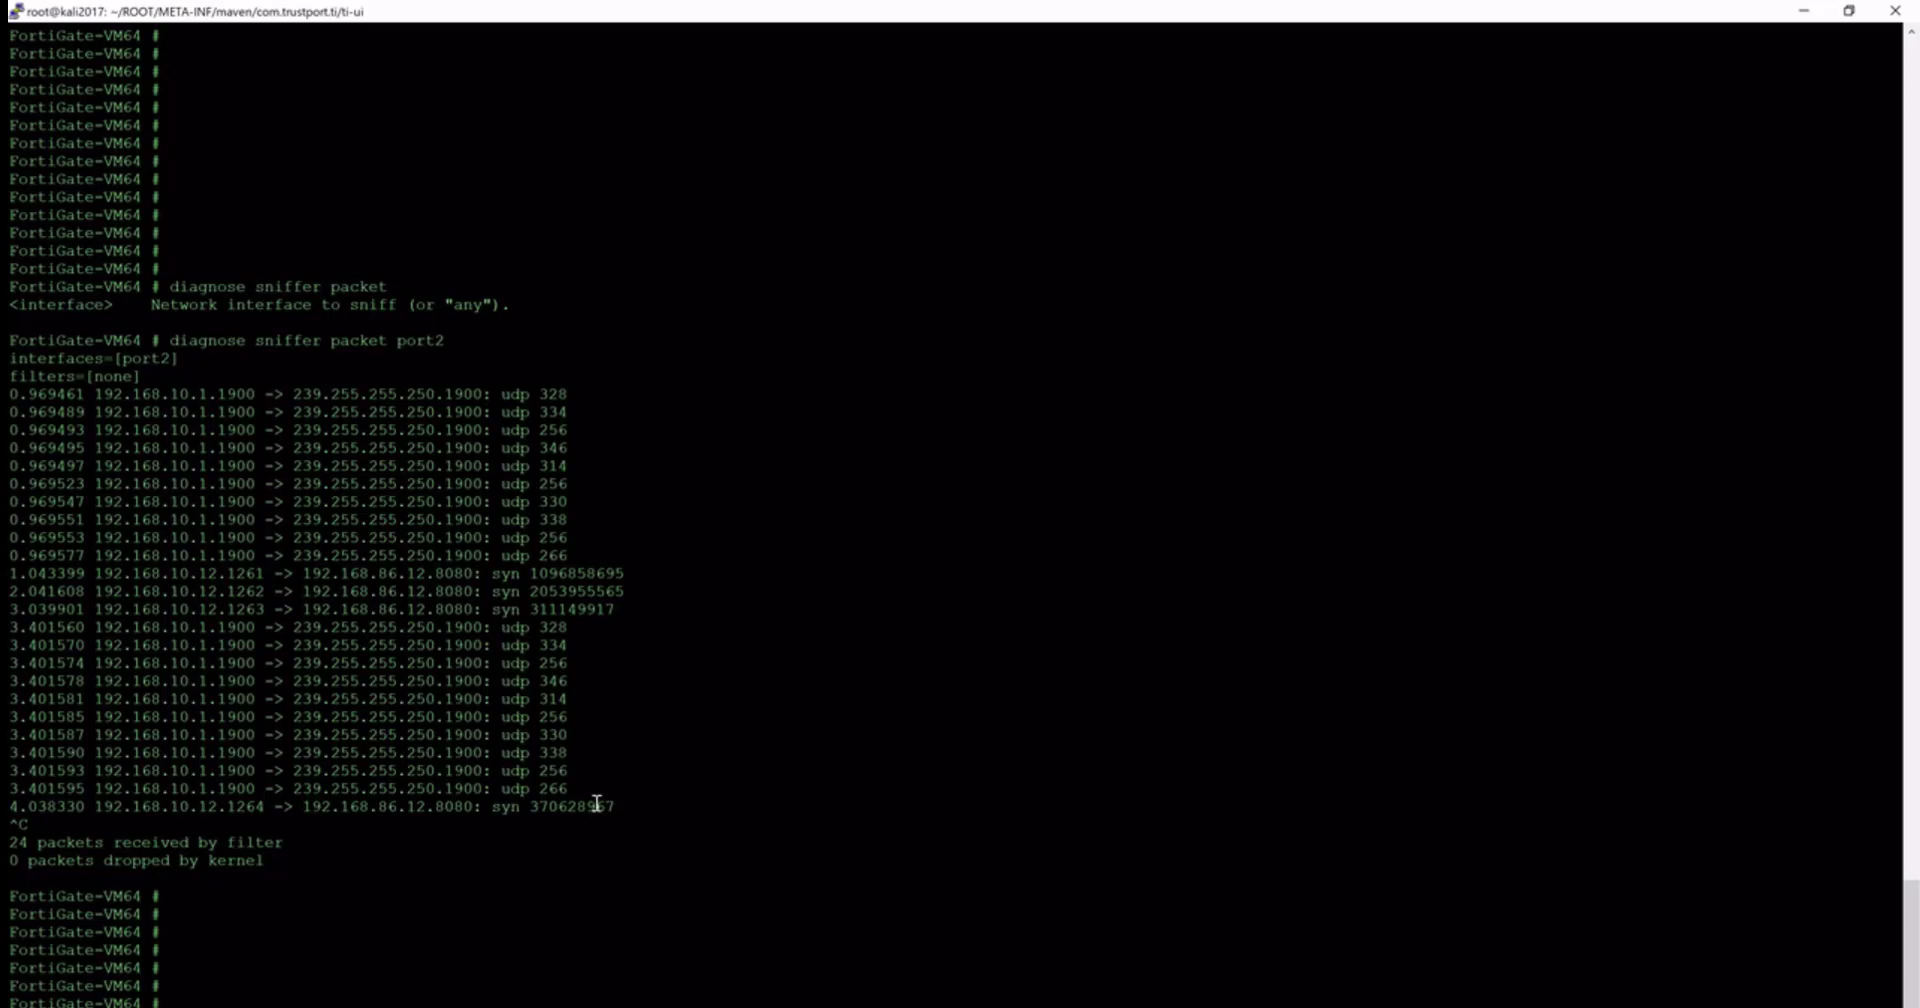 root@kali2017: ~/ROOT/META-INF/maven/com.trustport.ti/ti-ui
FortiGate-VM64 #
FortiGate-VM64 #
FortiGate-VM64 #
FortiGate-VM64 #
FortiGate-VM64 #
FortiGate-VM64 #
FortiGate-VM64 #
FortiGate-VM64 #
FortiGate-VM64 #
FortiGate-VM64 #
FortiGate-VM64 #
FortiGate-VM64 #
FortiGate-VM64 #
FortiGate-VM64 #
FortiGate-VM64 # diagnose sniffer packet
<interface>    Network interface to sniff (or "any").
FortiGate-VM64 # diagnose sniffer packet port2
interfaces=[port2]
filters=[none]
0.969461 192.168.10.1.1900 -> 239.255.255.250.1900: udp 328
0.969489 192.168.10.1.1900 -> 239.255.255.250.1900: udp 334
0.969493 192.168.10.1.1900 -> 239.255.255.250.1900: udp 256
0.969495 192.168.10.1.1900 -> 239.255.255.250.1900: udp 346
0.969497 192.168.10.1.1900 -> 239.255.255.250.1900: udp 314
0.969523 192.168.10.1.1900 -> 239.255.255.250.1900: udp 256
0.969547 192.168.10.1.1900 -> 239.255.255.250.1900: udp 330
0.969551 192.168.10.1.1900 -> 239.255.255.250.1900: udp 338
0.969553 192.168.10.1.1900 -> 239.255.255.250.1900: udp 256
0.969577 192.168.10.1.1900 -> 239.255.255.250.1900: udp 266
1.043399 192.168.10.12.1261 -> 192.168.86.12.8080: syn 1096858695
2.041608 192.168.10.12.1262 -> 192.168.86.12.8080: syn 2053955565
3.039901 192.168.10.12.1263 -> 192.168.86.12.8080: syn 311149917
3.401560 192.168.10.1.1900 -> 239.255.255.250.1900: udp 328
3.401570 192.168.10.1.1900 -> 239.255.255.250.1900: udp 334
3.401574 192.168.10.1.1900 -> 239.255.255.250.1900: udp 256
3.401578 192.168.10.1.1900 -> 239.255.255.250.1900: udp 346
3.401581 192.168.10.1.1900 -> 239.255.255.250.1900: udp 314
3.401585 192.168.10.1.1900 -> 239.255.255.250.1900: udp 256
3.401587 192.168.10.1.1900 -> 239.255.255.250.1900: udp 330
3.401590 192.168.10.1.1900 -> 239.255.255.250.1900: udp 338
3.401593 192.168.10.1.1900 -> 239.255.255.250.1900: udp 256
3.401595 192.168.10.1.1900 -> 239.255.255.250.1900: udp 266
4.038330 192.168.10.12.1264 -> 192.168.86.12.8080: syn 370628967
^C
24 packets received by filter
0 packets dropped by kernel
FortiGate-VM64 #
FortiGate-VM64 #
FortiGate-VM64 #
FortiGate-VM64 #
FortiGate-VM64 #
FortiGate-VM64 #
FortiGate-VM64 #